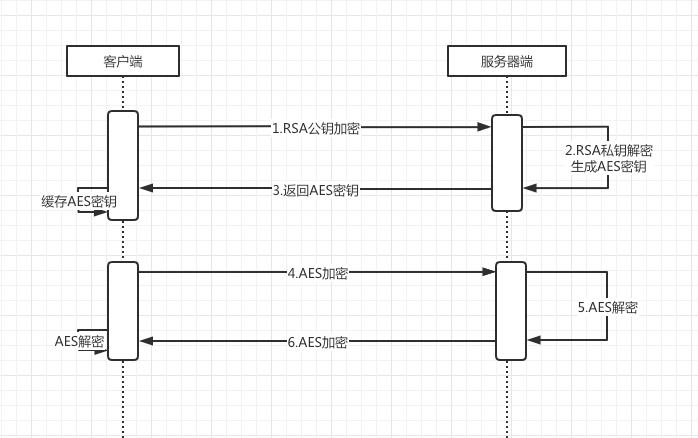 客户端
服务器端
1.RSA公钥加密
2.RSA私钥解密
生成AES密钥
3.返回AES密钥
缓存AES密钥
4.AES加密
5.AES解密
6.AES加密
AES解密